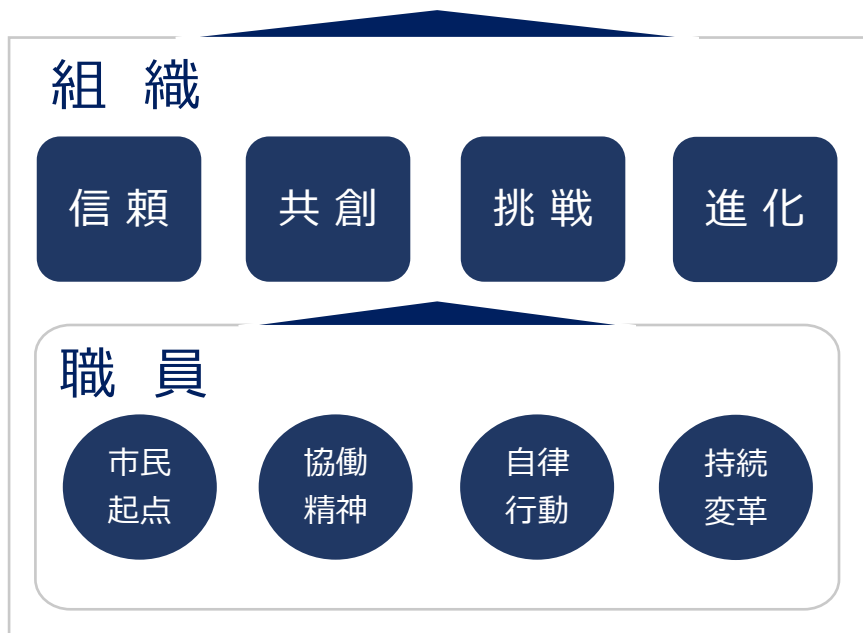 組織
信頼
共創
挑戦
進化
職員
市民
起点
協働
精神
自律
行動
持続
変革